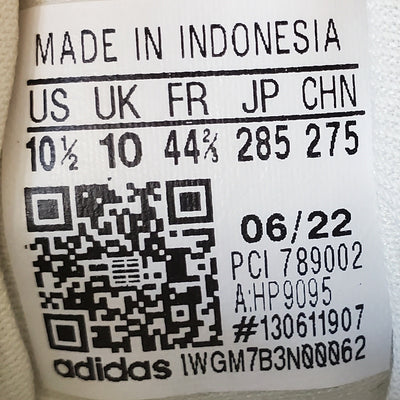 MADE IN INDONESIA
US UK FR JP CHN
10½ 10 44⅔ 285 275
06/22
PCI 789002
A:HP9095
#130611907
adidas 1WGM7B3N00062